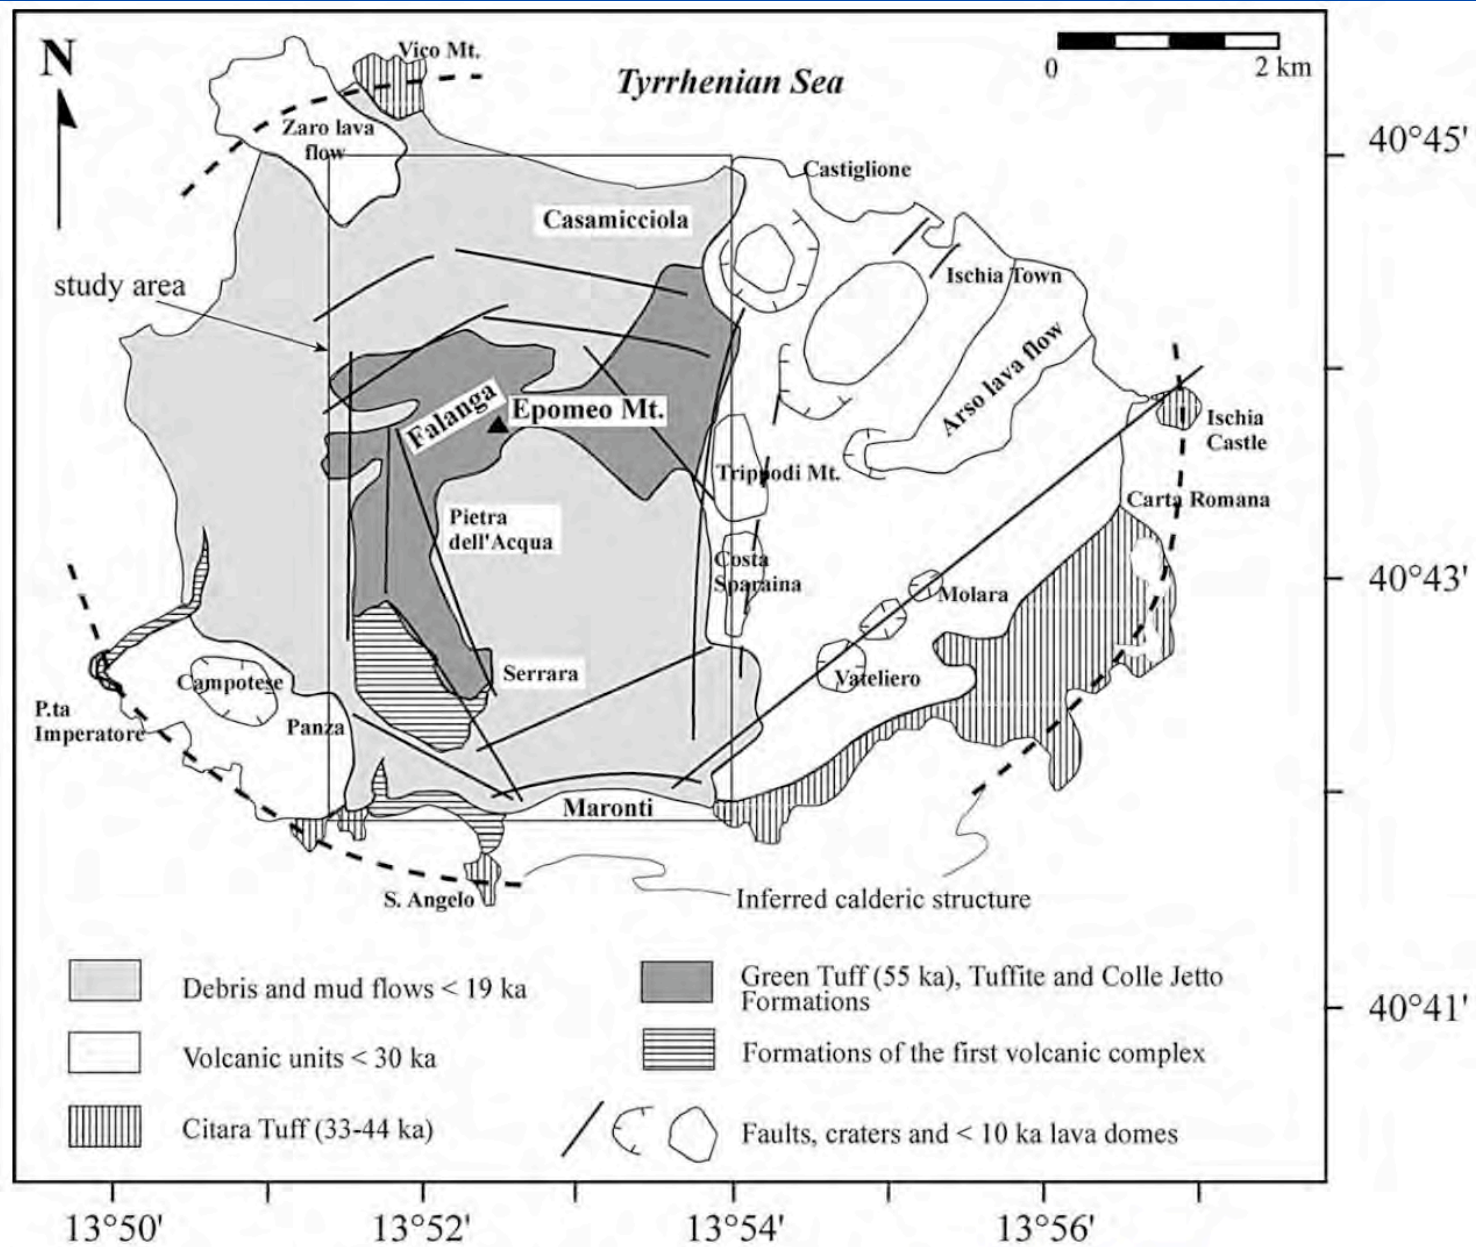 N
Vico Mt.
Tyrrhenian Sea
0
2 km
40°45'
Zaro lava
flow
Castiglione
Casamicciola
study area
Ischia Town
Arso lava flow
Falanga
Epomeo Mt.
Ischia
Castle
Trippodi Mt.
Carta Romana
Pietra
dell'Acqua
Costa
Sparaina
40°43'
Molara
Serrara
Vateliero
Campotese
P.ta
Imperatore
Panza
Maronti
S. Angelo
Inferred calderic structure
Debris and mud flows < 19 ka
Green Tuff (55 ka), Tuffite and Colle Jetto
Formations
40°41'
Volcanic units < 30 ka
Formations of the first volcanic complex
Citara Tuff (33-44 ka)
Faults, craters and < 10 ka lava domes
13°50'
13°52'
13°54'
13°56'